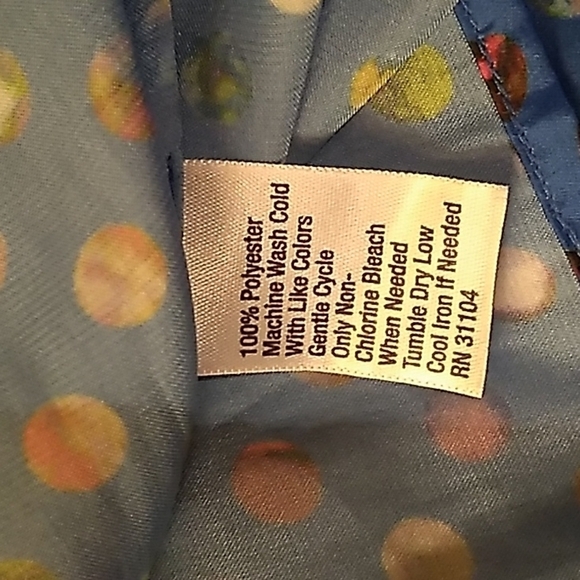 100% Polyester
Machine Wash Cold
With Like Colors
Gentle Cycle
Only Non-
Chlorine Bleach
When Needed
Tumble Dry Low
Cool Iron If Needed
RN 31104